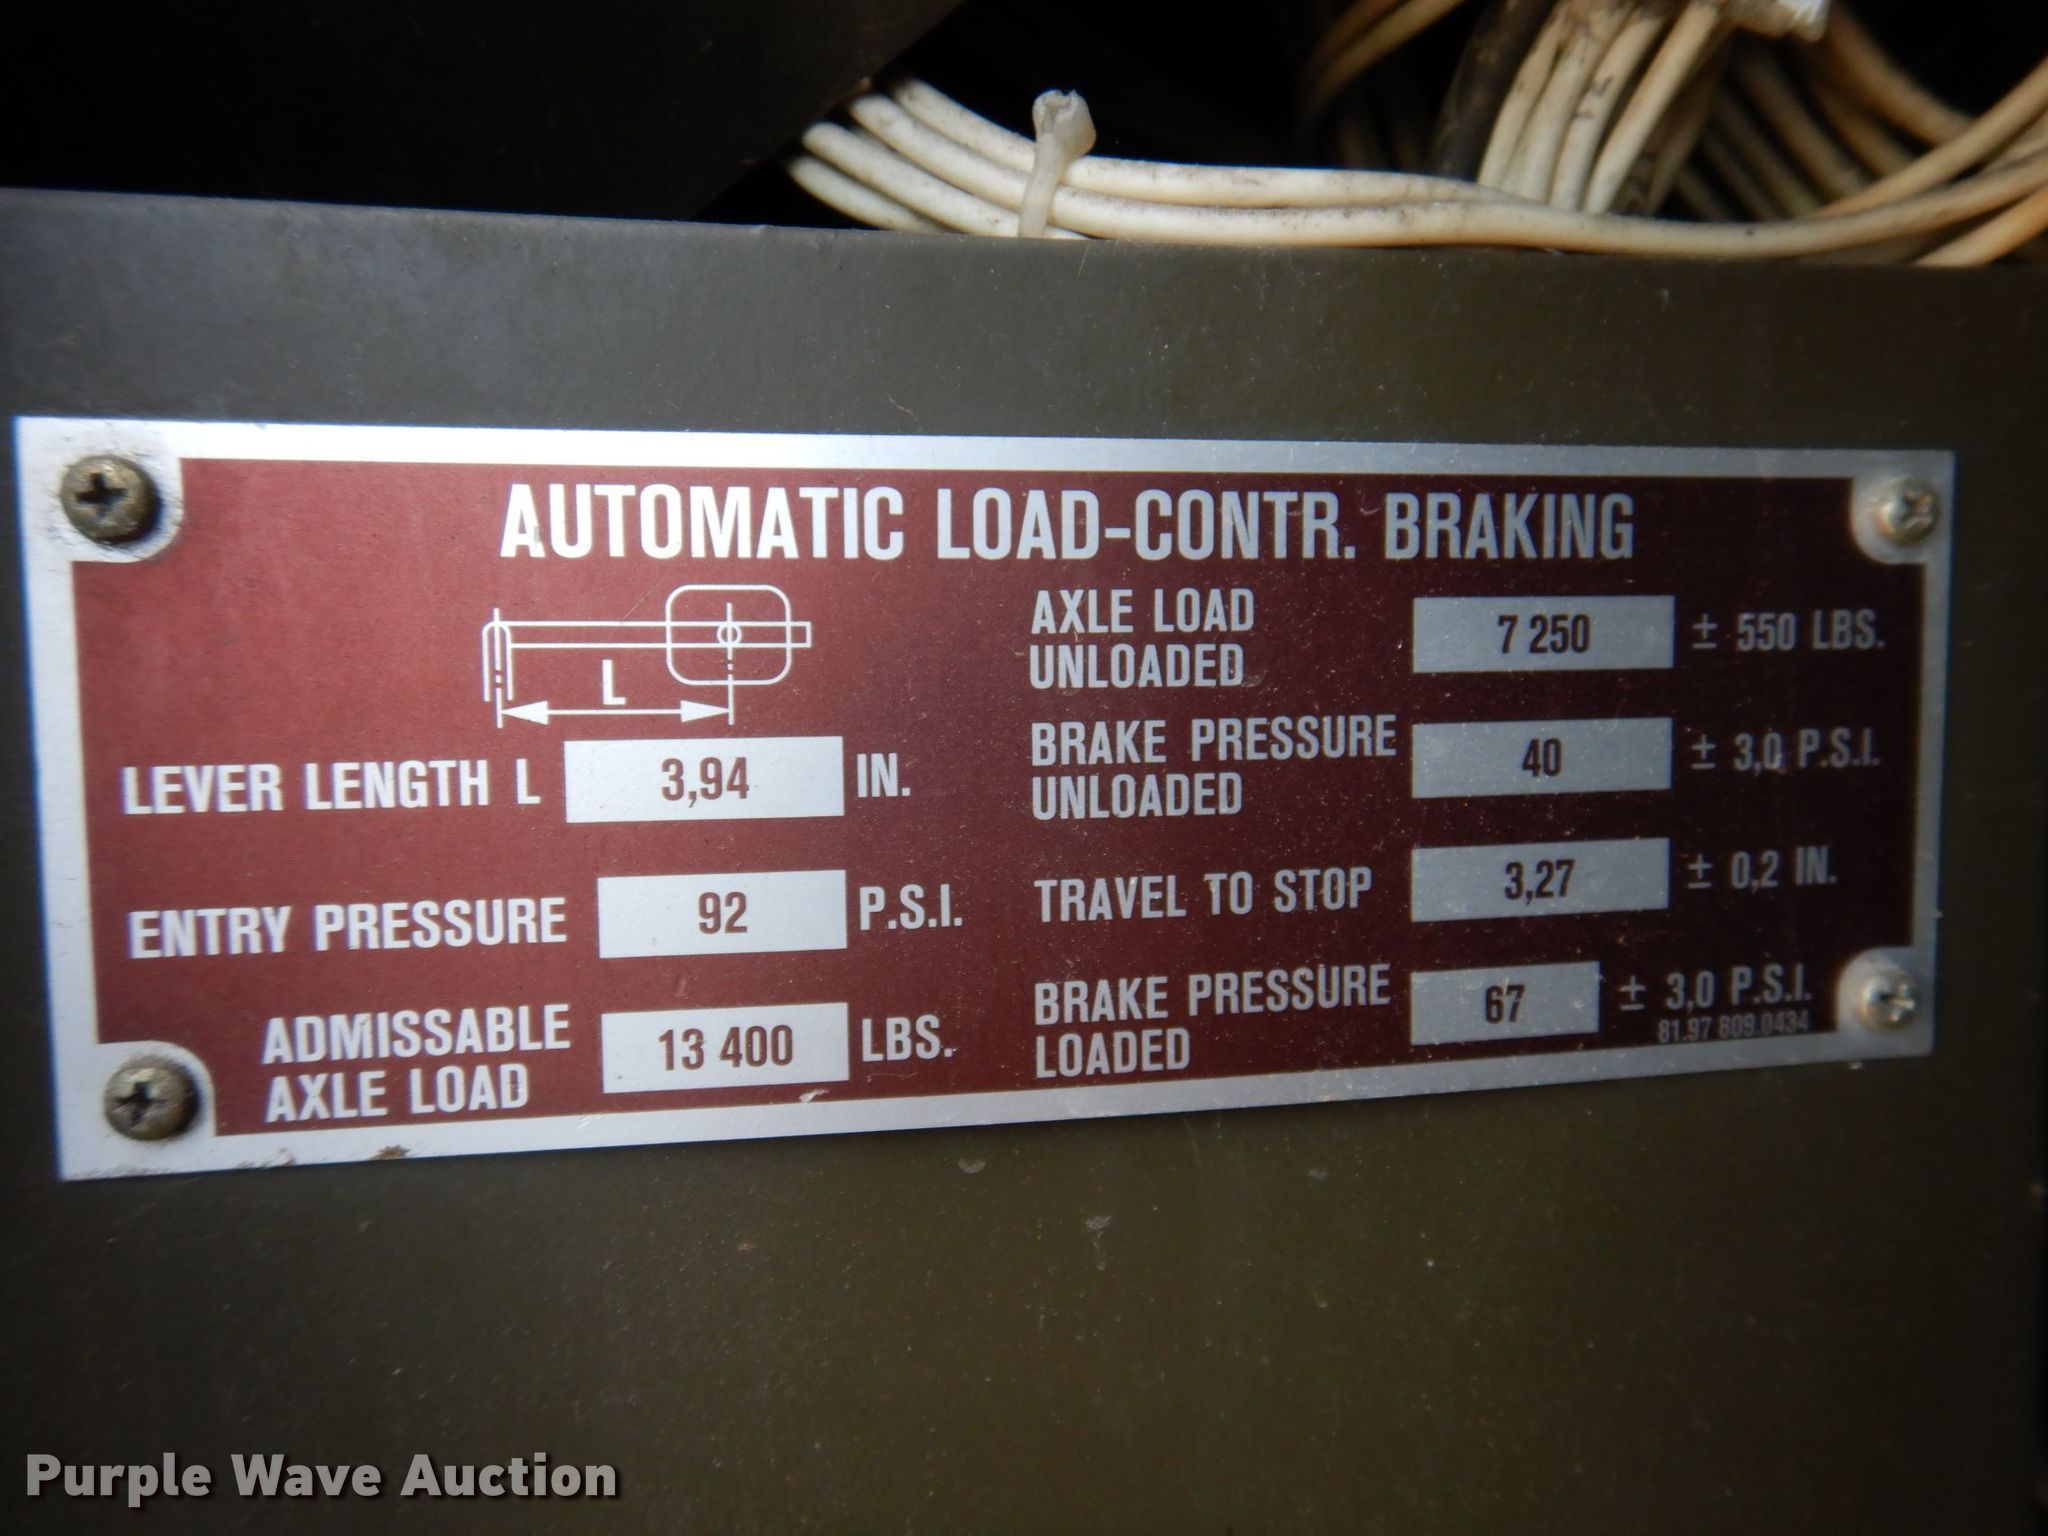 AUTOMATIC LOAD-CONTR. BRAKING
L
LEVER LENGTH L 3,94 IN.
ENTRY PRESSURE 92 P.S.I.
ADMISSABLE
AXLE LOAD 13 400 LBS.
AXLE LOAD
UNLOADED 7 250 ± 550 LBS.
BRAKE PRESSURE
UNLOADED 40 ± 3,0 P.S.I.
TRAVEL TO STOP 3,27 ± 0,2 IN.
BRAKE PRESSURE
LOADED 67 ± 3,0 P.S.I.
81.97 809.0434
Purple Wave Auction